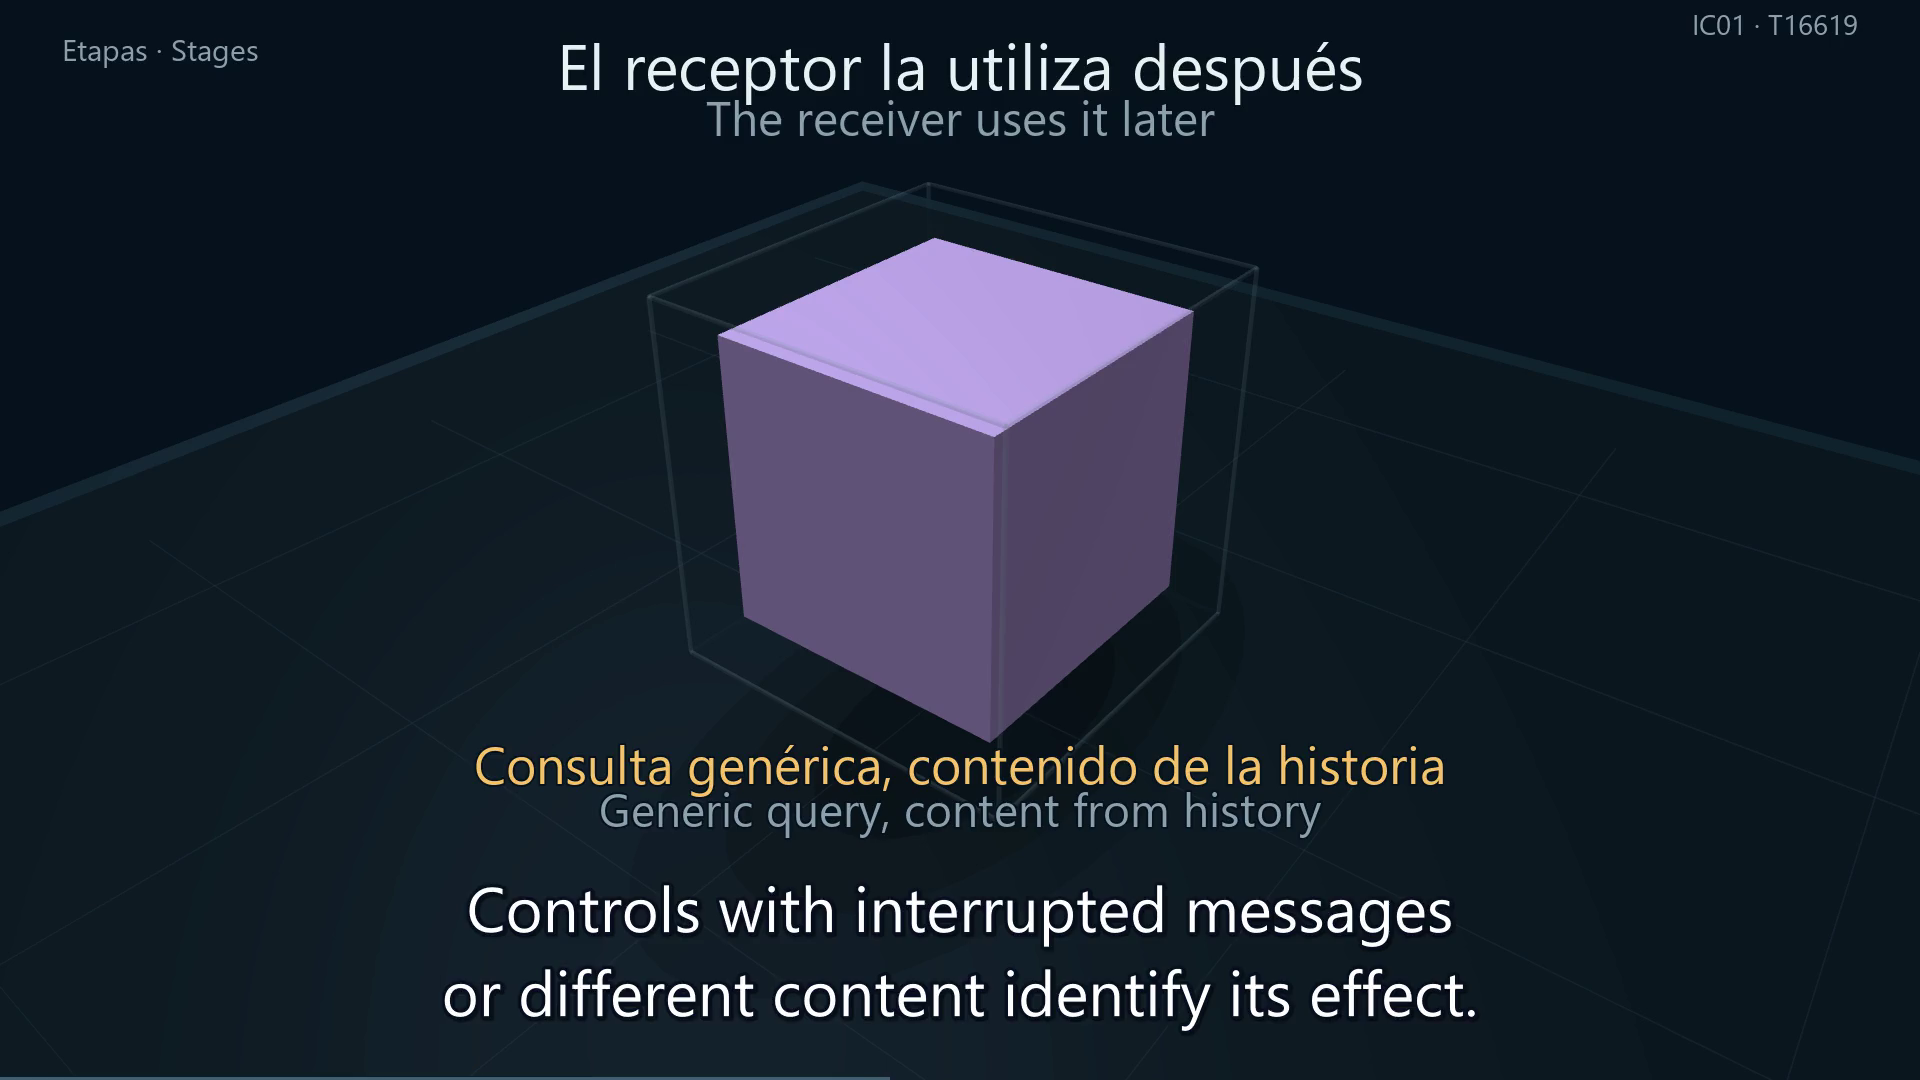 Etapas · Stages
IC01 · T16619
El receptor la utiliza después
The receiver uses it later
Consulta genérica, contenido de la historia
Generic query, content from history
Controls with interrupted messages
or different content identify its effect.